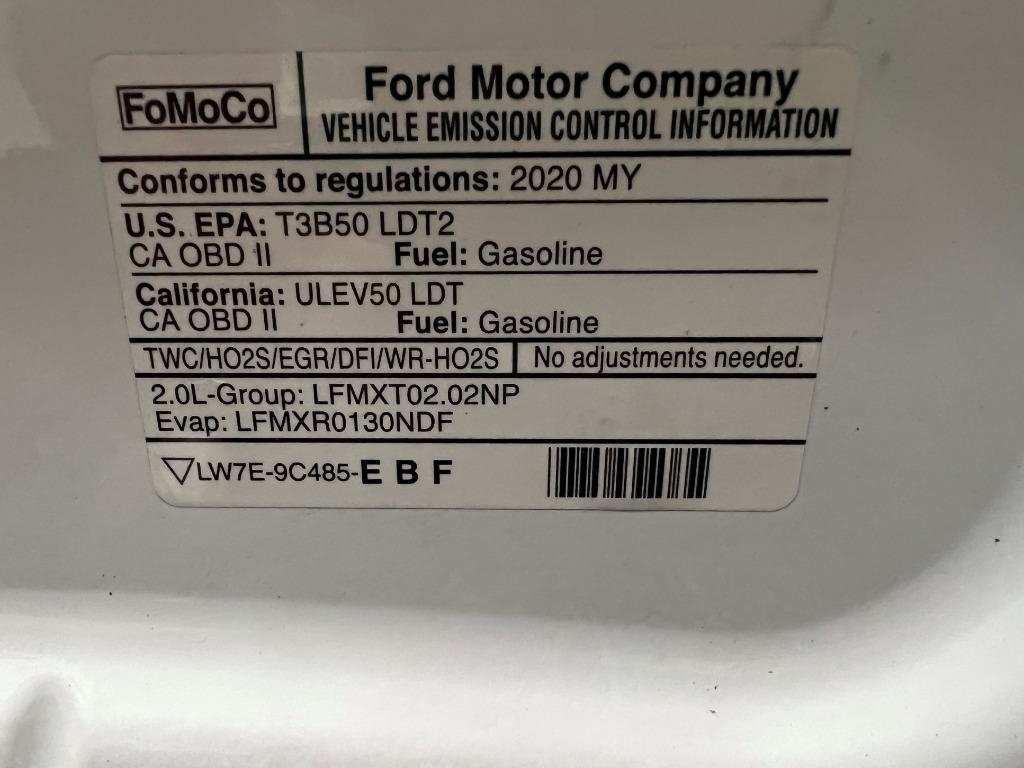 FoMoCo
Ford Motor Company
VEHICLE EMISSION CONTROL INFORMATION
Conforms to regulations: 2020 MY
U.S. EPA: T3B50 LDT2
CA OBD II Fuel: Gasoline
California: ULEV50 LDT
CA OBD II Fuel: Gasoline
TWC/HO2S/EGR/DFI/WR-HO2S No adjustments needed.
2.0L-Group: LFMXT02.02NP
Evap: LFMXR0130NDF
LW7E-9C485-E B F